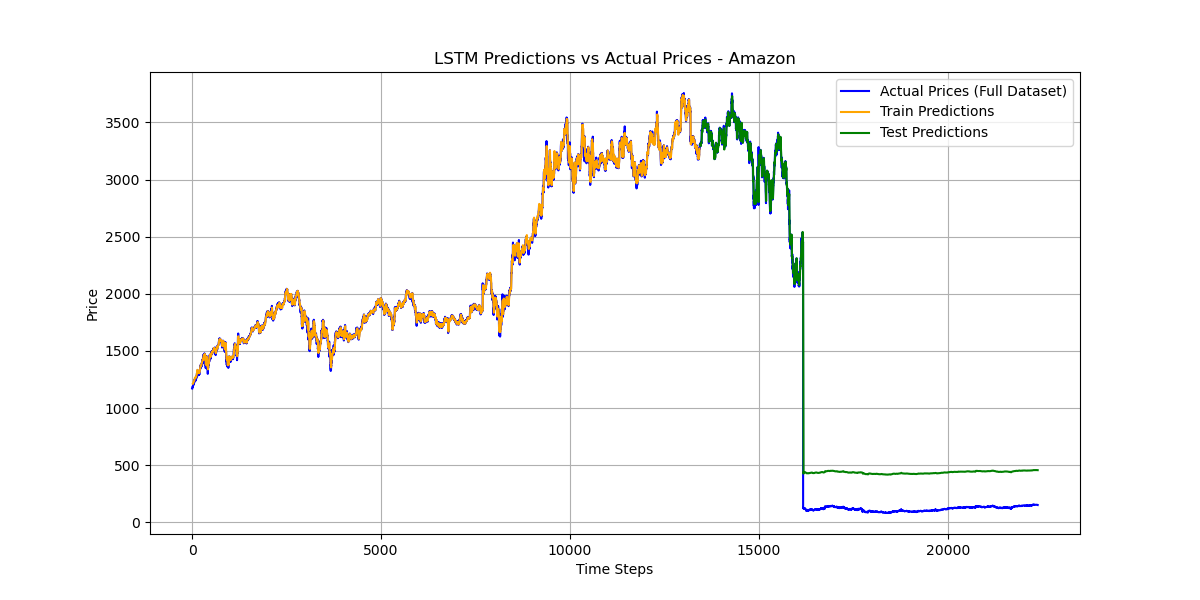 LSTM Predictions vs Actual Prices - Amazon
Actual Prices (Full Dataset)
Train Predictions
Test Predictions
Price
3500
3000
2500
2000
1500
1000
500
0
0 5000 10000 15000 20000
Time Steps